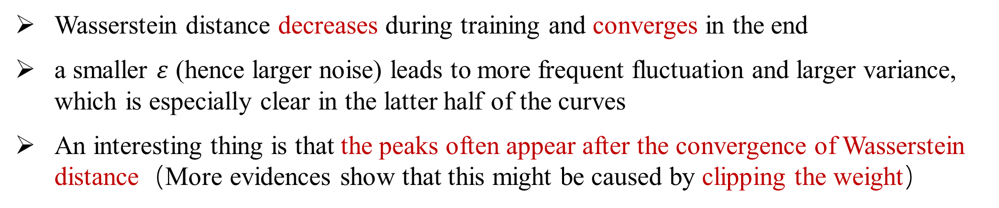 ➢ Wasserstein distance decreases during training and converges in the end
➢ a smaller ε (hence larger noise) leads to more frequent fluctuation and larger variance,
which is especially clear in the latter half of the curves
➢ An interesting thing is that the peaks often appear after the convergence of Wasserstein
distance（More evidences show that this might be caused by clipping the weight）